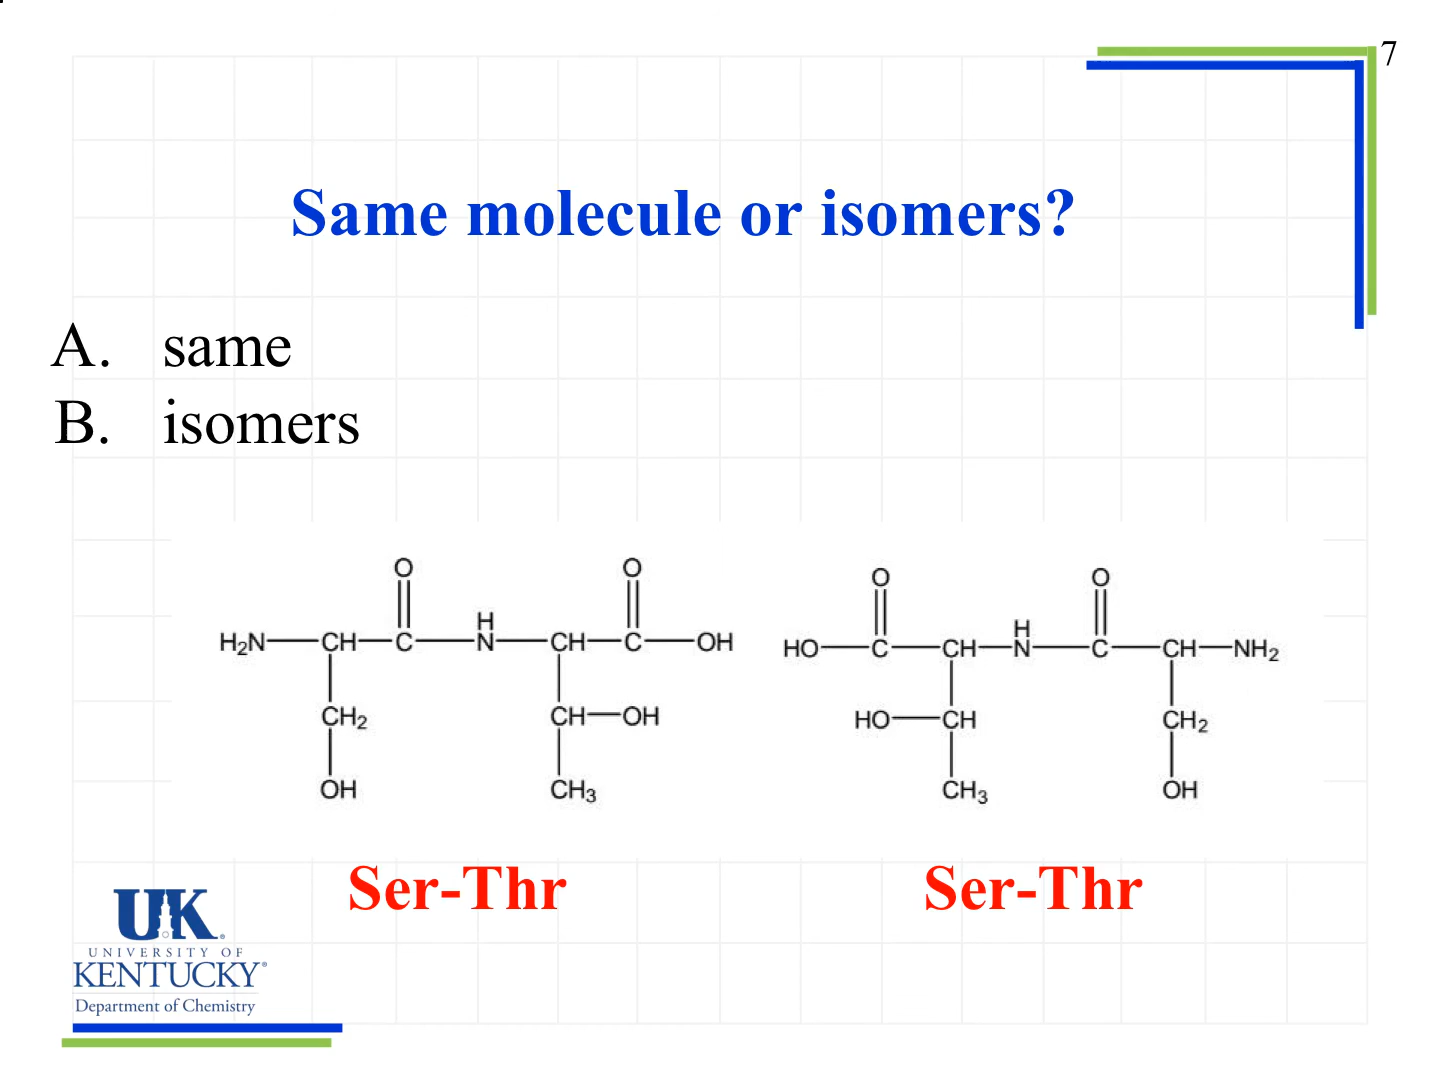 7
Same molecule or isomers?
A. same
B. isomers
O O
H
H₂N CH C N CH C OH
CH₂ CH OH
OH CH₃
O O
H
HO C CH N C CH NH₂
HO CH CH₂
CH₃ OH
Ser-Thr Ser-Thr
UK®
UNIVERSITY OF
KENTUCKY®
Department of Chemistry